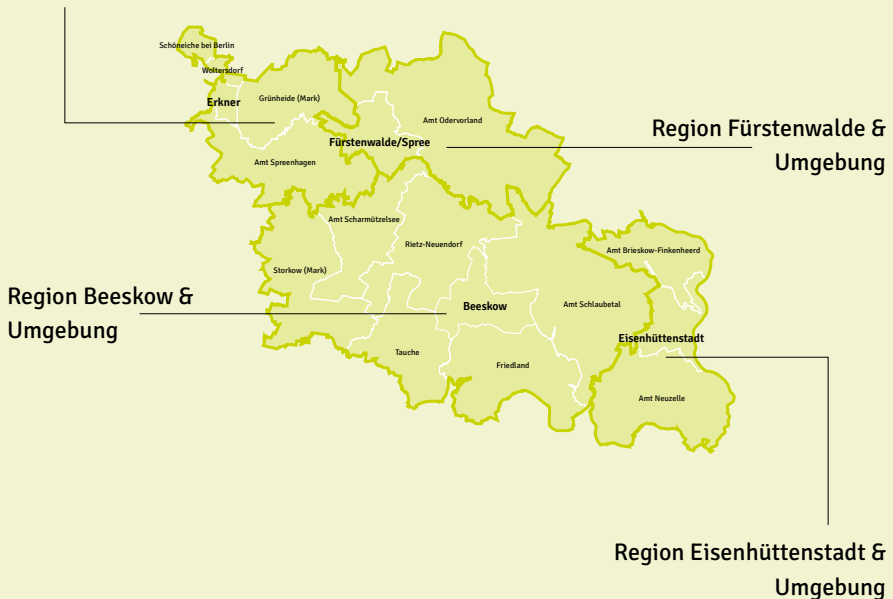 Schöneiche bei Berlin
Woltersdorf
Erkner
Grünheide (Mark)
Amt Odervorland
Fürstenwalde/Spree
Region Fürstenwalde &
Umgebung
Amt Spreenhagen
Amt Scharmützelsee
Rietz-Neuendorf
Amt Brieskow-Finkenheerd
Storkow (Mark)
Region Beeskow &
Umgebung
Beeskow
Amt Schlaubetal
Eisenhüttenstadt
Tauche
Friedland
Amt Neuzelle
Region Eisenhüttenstadt &
Umgebung